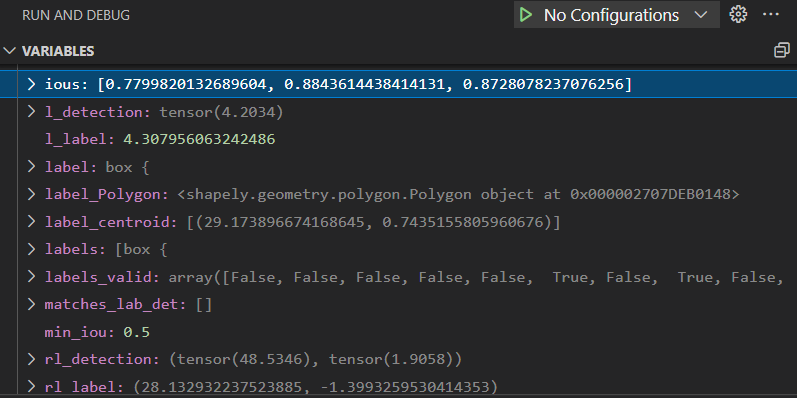 RUN AND DEBUG No Configurations
VARIABLES
ious: [0.7799820132689604, 0.8843614438414131, 0.8728078237076256]
l_detection: tensor(4.2034)
l_label: 4.307956063242486
label: box {
label_Polygon: <shapely.geometry.polygon.Polygon object at 0x000002707DEB0148>
label_centroid: [(29.173896674168645, 0.7435155805960676)]
labels: [box {
labels_valid: array([False, False, False, False, False,  True, False,  True, False,
matches_lab_det: []
min_iou: 0.5
rl_detection: (tensor(48.5346), tensor(1.9058))
rl_label: (28.132932237523885, -1.3993259530414353)